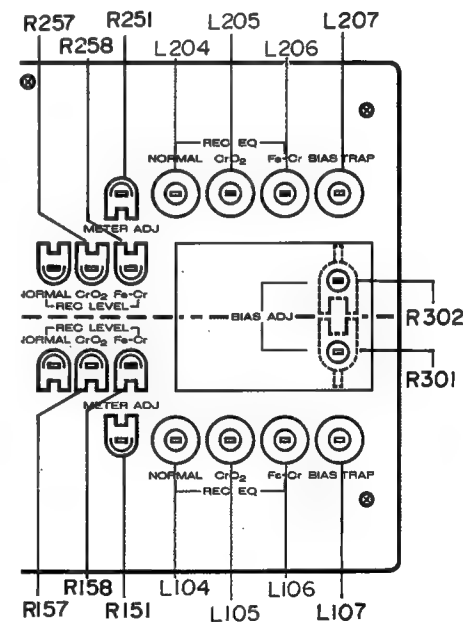 R257 R251 L205 L207
R258 L204 L206
REC EQ
NORMAL CrO2 Fe-Cr BIAS TRAP
METER ADJ
NORMAL CrO2 Fe-Cr
REC LEVEL
BIAS ADJ
R302
REC LEVEL
NORMAL CrO2 Fe-Cr
R301
METER ADJ
NORMAL CrO2 Fe-Cr BIAS TRAP
REC EQ
R158 L104 L106
R157 R151 L105 L107